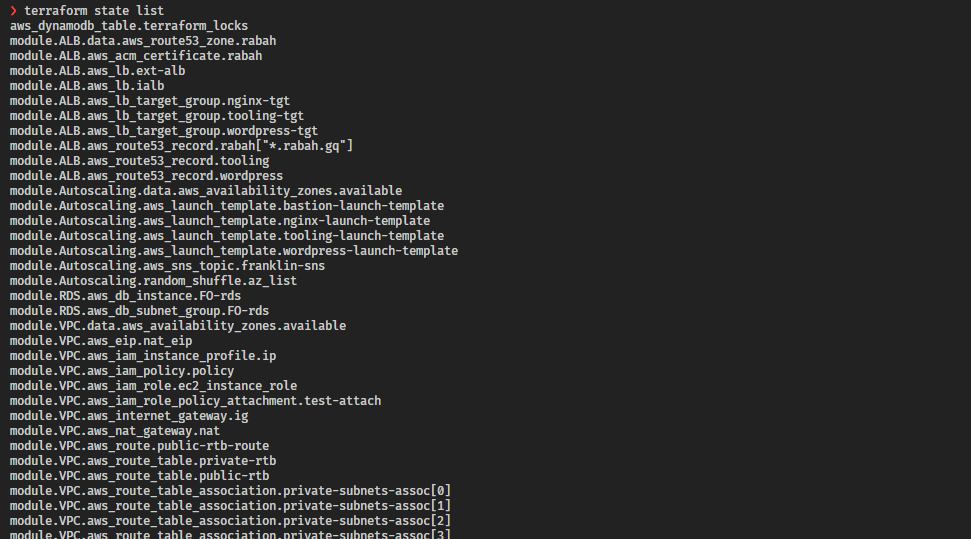 ❯ terraform state list
aws_dynamodb_table.terraform_locks
module.ALB.data.aws_route53_zone.rabah
module.ALB.aws_acm_certificate.rabah
module.ALB.aws_lb.ext-alb
module.ALB.aws_lb.ialb
module.ALB.aws_lb_target_group.nginx-tgt
module.ALB.aws_lb_target_group.tooling-tgt
module.ALB.aws_lb_target_group.wordpress-tgt
module.ALB.aws_route53_record.rabah["*.rabah.gq"]
module.ALB.aws_route53_record.tooling
module.ALB.aws_route53_record.wordpress
module.Autoscaling.data.aws_availability_zones.available
module.Autoscaling.aws_launch_template.bastion-launch-template
module.Autoscaling.aws_launch_template.nginx-launch-template
module.Autoscaling.aws_launch_template.tooling-launch-template
module.Autoscaling.aws_launch_template.wordpress-launch-template
module.Autoscaling.aws_sns_topic.franklin-sns
module.Autoscaling.random_shuffle.az_list
module.RDS.aws_db_instance.FO-rds
module.RDS.aws_db_subnet_group.FO-rds
module.VPC.data.aws_availability_zones.available
module.VPC.aws_eip.nat_eip
module.VPC.aws_iam_instance_profile.ip
module.VPC.aws_iam_policy.policy
module.VPC.aws_iam_role.ec2_instance_role
module.VPC.aws_iam_role_policy_attachment.test-attach
module.VPC.aws_internet_gateway.ig
module.VPC.aws_nat_gateway.nat
module.VPC.aws_route.public-rtb-route
module.VPC.aws_route_table.private-rtb
module.VPC.aws_route_table.public-rtb
module.VPC.aws_route_table_association.private-subnets-assoc[0]
module.VPC.aws_route_table_association.private-subnets-assoc[1]
module.VPC.aws_route_table_association.private-subnets-assoc[2]
module.VPC.aws_route_table_association.private-subnets-assoc[3]